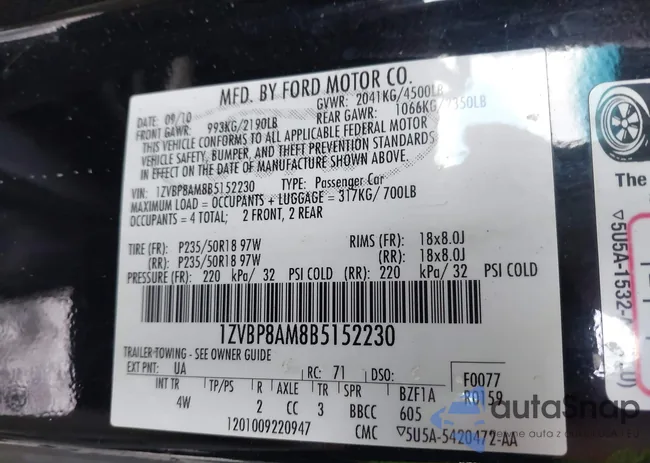 MFD. BY FORD MOTOR CO.
DATE: 09/10 GVWR: 2041KG/4500LB
FRONT GAWR: 993KG/2190LB REAR GAWR: 1066KG/2350LB
THIS VEHICLE CONFORMS TO ALL APPLICABLE FEDERAL MOTOR
VEHICLE SAFETY, BUMPER, AND THEFT PREVENTION STANDARDS
IN EFFECT ON THE DATE OF MANUFACTURE SHOWN ABOVE.
VIN: 1ZVBP8AM8B5152230 TYPE: Passenger Car
MAXIMUM LOAD = OCCUPANTS + LUGGAGE = 317KG/ 700LB
OCCUPANTS = 4 TOTAL; 2 FRONT, 2 REAR
TIRE (FR): P235/50R18 97W RIMS (FR): 18x8.0J
(RR): P235/50R18 97W (RR): 18x8.0J
PRESSURE (FR): 220 kPa/ 32 PSI COLD (RR): 220 kPa/ 32 PSI COLD
1ZVBP8AM8B5152230
TRAILER-TOWING - SEE OWNER GUIDE
EXT PNT: UA RC: 71 DSO: F0077
INT TR TP/PS R AXLE TR SPR BZF1A R0159
4W 2 CC 3 BBCC 605
1201009220947 CMC ▽5U5A-5420472-AA
The
▽5U5A-1532-
autaSnap